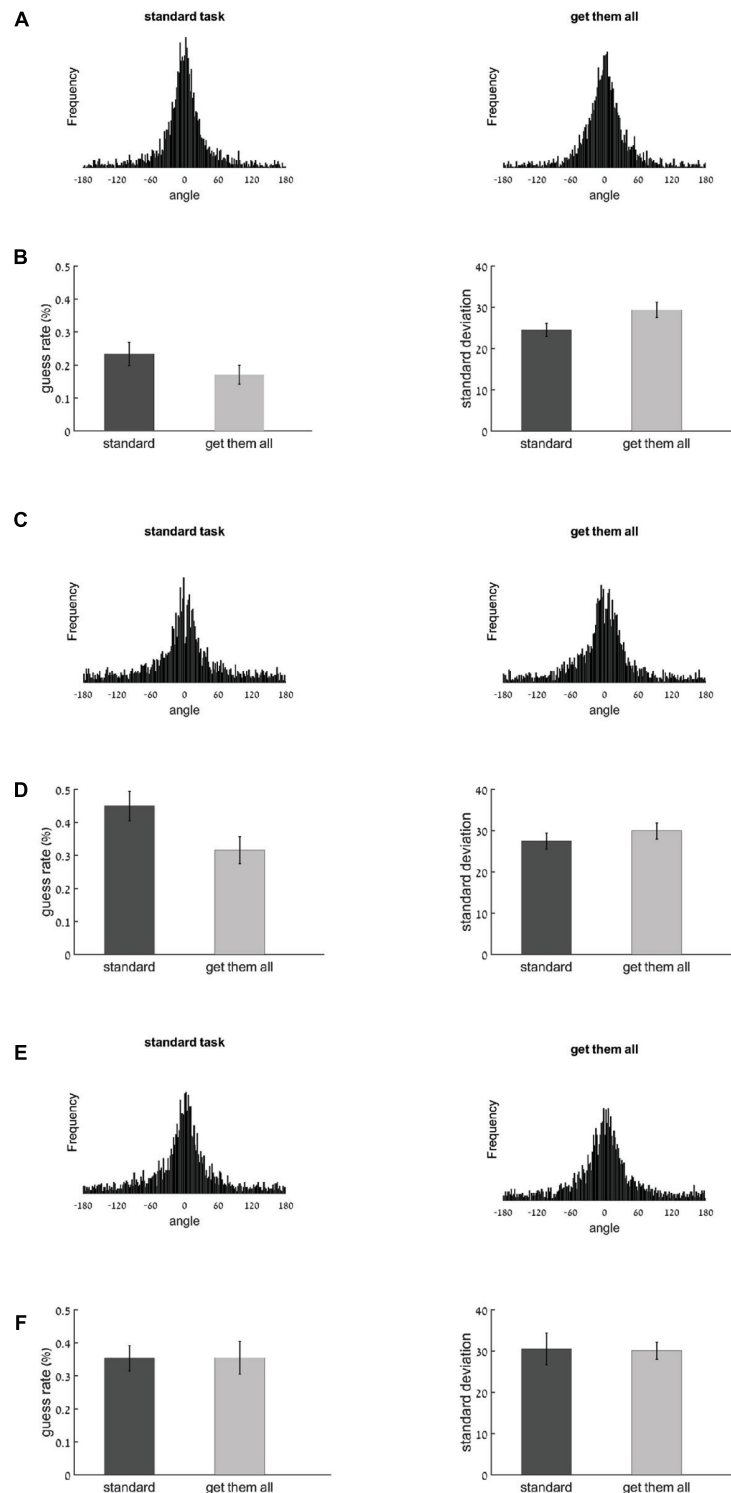 A
standard task
get them all
Frequency
Frequency
-180 -120 -60 0 60 120 180
-180 -120 -60 0 60 120 180
angle
angle
B
0.5
0.4
0.3
0.2
0.1
0
guess rate (%)
standard get them all
40
30
20
10
0
standard deviation
standard get them all
C
standard task
get them all
Frequency
Frequency
-180 -120 -60 0 60 120 180
-180 -120 -60 0 60 120 180
angle
angle
D
0.5
0.4
0.3
0.2
0.1
0
guess rate (%)
standard get them all
40
30
20
10
0
standard deviation
standard get them all
E
standard task
get them all
Frequency
Frequency
-180 -120 -60 0 60 120 180
-180 -120 -60 0 60 120 180
angle
angle
F
0.5
0.4
0.3
0.2
0.1
0
guess rate (%)
standard get them all
40
30
20
10
0
standard deviation
standard get them all